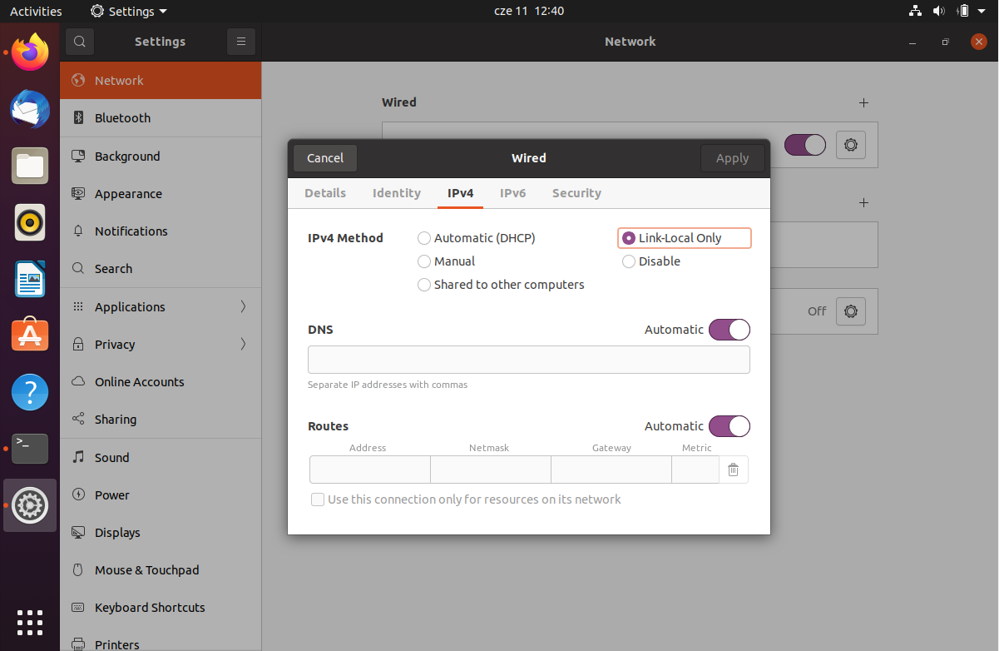 Activities Settings cze 11 12:40
Settings Network
Network
Bluetooth
Background
Appearance
Notifications
Search
Applications
Privacy
Online Accounts
Sharing
Sound
Power
Displays
Mouse & Touchpad
Keyboard Shortcuts
Printers
Wired
Off
Cancel Wired Apply
Details Identity IPv4 IPv6 Security
IPv4 Method Automatic (DHCP) Link-Local Only
Manual Disable
Shared to other computers
DNS Automatic
Separate IP addresses with commas
Routes Automatic
Address Netmask Gateway Metric
Use this connection only for resources on its network